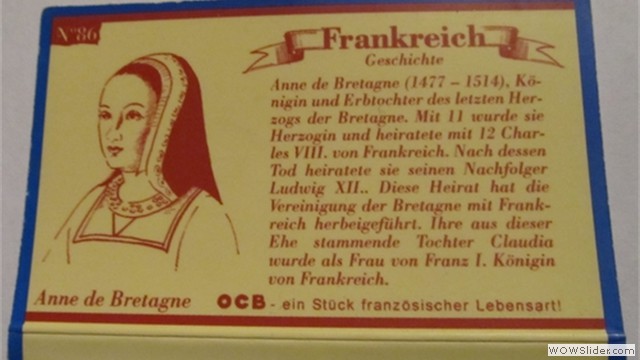 N°86
Frankreich
Geschichte
Anne de Bretagne (1477 – 1514), Kö-
nigin und Erbtochter des letzten Her-
zogs der Bretagne. Mit 11 wurde sie
Herzogin und heiratete mit 12 Char-
les VIII. von Frankreich. Nach dessen
Tod heiratete sie seinen Nachfolger
Ludwig XII.. Diese Heirat hat die
Vereinigung der Bretagne mit Frank-
reich herbeigeführt. Ihre aus dieser
Ehe stammende Tochter Claudia
wurde als Frau von Franz I. Königin
von Frankreich.
Anne de Bretagne
OCB - ein Stück französischer Lebensart!
WOWSlider.com